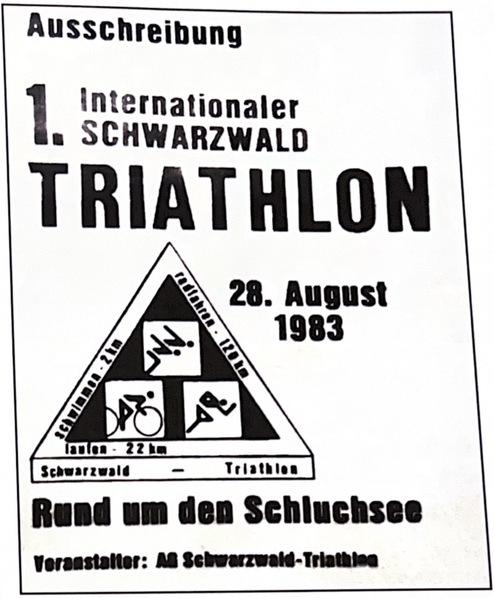 Ausschreibung
1. Internationaler
SCHWARZWALD
TRIATHLON
28. August
1983
schwimmen - 2 km
radfahren - 120 km
laufen - 22 km
Schwarzwald - Triathlon
Rund um den Schluchsee
Veranstalter: AG Schwarzwald-Triathlon